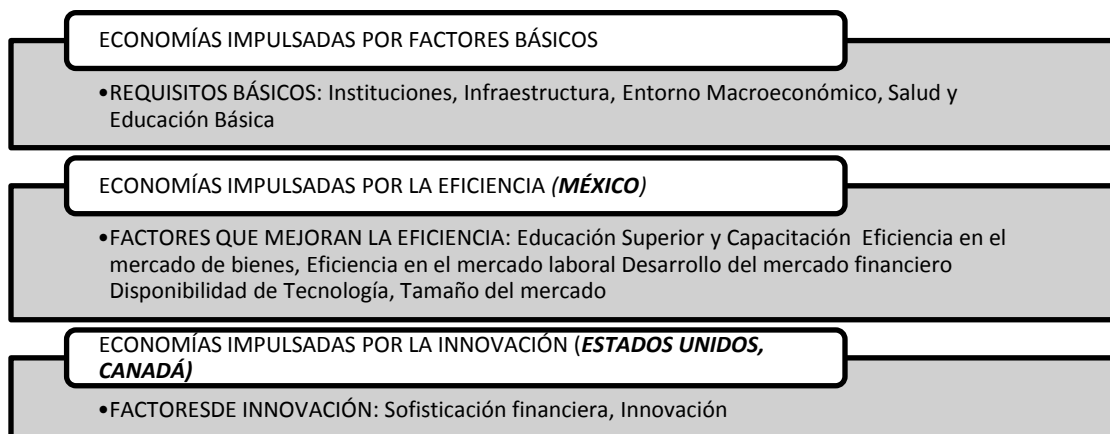 ECONOMÍAS IMPULSADAS POR FACTORES BÁSICOS
•REQUISITOS BÁSICOS: Instituciones, Infraestructura, Entorno Macroeconómico, Salud y
Educación Básica
ECONOMÍAS IMPULSADAS POR LA EFICIENCIA (MÉXICO)
•FACTORES QUE MEJORAN LA EFICIENCIA: Educación Superior y Capacitación  Eficiencia en el
mercado de bienes, Eficiencia en el mercado laboral Desarrollo del mercado financiero
Disponibilidad de Tecnología, Tamaño del mercado
ECONOMÍAS IMPULSADAS POR LA INNOVACIÓN (ESTADOS UNIDOS,
CANADÁ)
•FACTORESDE INNOVACIÓN: Sofisticación financiera, Innovación